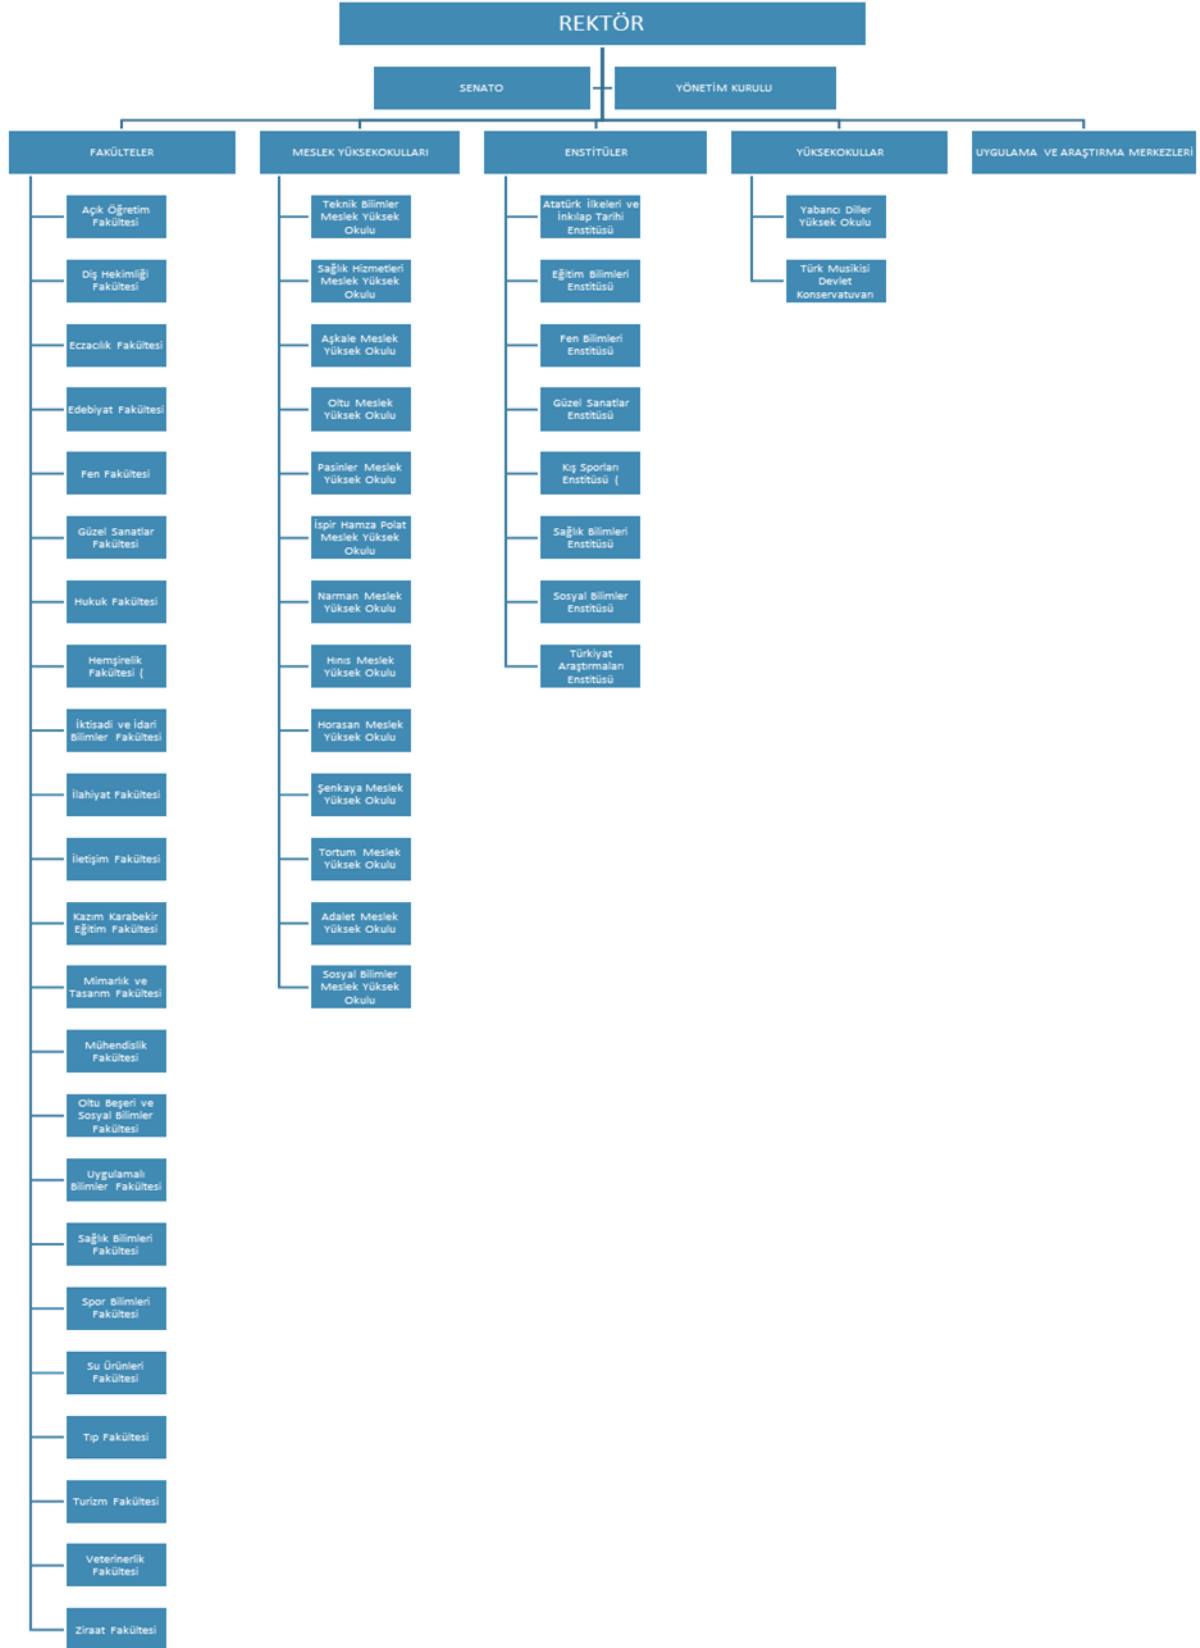 REKTÖR
SENATO
YÖNETİM KURULU
FAKÜLTELER
Açık Öğretim
Fakültesi
Diş Hekimliği
Fakültesi
Eczacılık Fakültesi
Edebiyat Fakültesi
Fen Fakültesi
Güzel Sanatlar
Fakültesi
Hukuk Fakültesi
Hemşirelik
Fakültesi (
İktisadi ve İdari
Bilimler Fakültesi
İlahiyat Fakültesi
İletişim Fakültesi
Kazım Karabekir
Eğitim Fakültesi
Mimarlık ve
Tasarım Fakültesi
Mühendislik
Fakültesi
Oltu Beşeri ve
Sosyal Bilimler
Fakültesi
Uygulamalı
Bilimler Fakültesi
Sağlık Bilimleri
Fakültesi
Spor Bilimleri
Fakültesi
Su Ürünleri
Fakültesi
Tıp Fakültesi
Turizm Fakültesi
Veterinerlik
Fakültesi
Ziraat Fakültesi
MESLEK YÜKSEKOKULLARI
Teknik Bilimler
Meslek Yüksek
Okulu
Sağlık Hizmetleri
Meslek Yüksek
Okulu
Aşkale Meslek
Yüksek Okulu
Oltu Meslek
Yüksek Okulu
Pasinler Meslek
Yüksek Okulu
İspir Hamza Polat
Meslek Yüksek
Okulu
Narman Meslek
Yüksek Okulu
Hınıs Meslek
Yüksek Okulu
Horasan Meslek
Yüksek Okulu
Şenkaya Meslek
Yüksek Okulu
Tortum Meslek
Yüksek Okulu
Adalet Meslek
Yüksek Okulu
Sosyal Bilimler
Meslek Yüksek
Okulu
ENSTİTÜLER
Atatürk İlkeleri ve
İnkılap Tarihi
Enstitüsü
Eğitim Bilimleri
Enstitüsü
Fen Bilimleri
Enstitüsü
Güzel Sanatlar
Enstitüsü
Kış Sporları
Enstitüsü (
Sağlık Bilimleri
Enstitüsü
Sosyal Bilimler
Enstitüsü
Türkiyat
Araştırmaları
Enstitüsü
YÜKSEKOKULLAR
Yabancı Diller
Yüksek Okulu
Türk Musikisi
Devlet
Konservatuvarı
UYGULAMA VE ARAŞTIRMA MERKEZLERİ